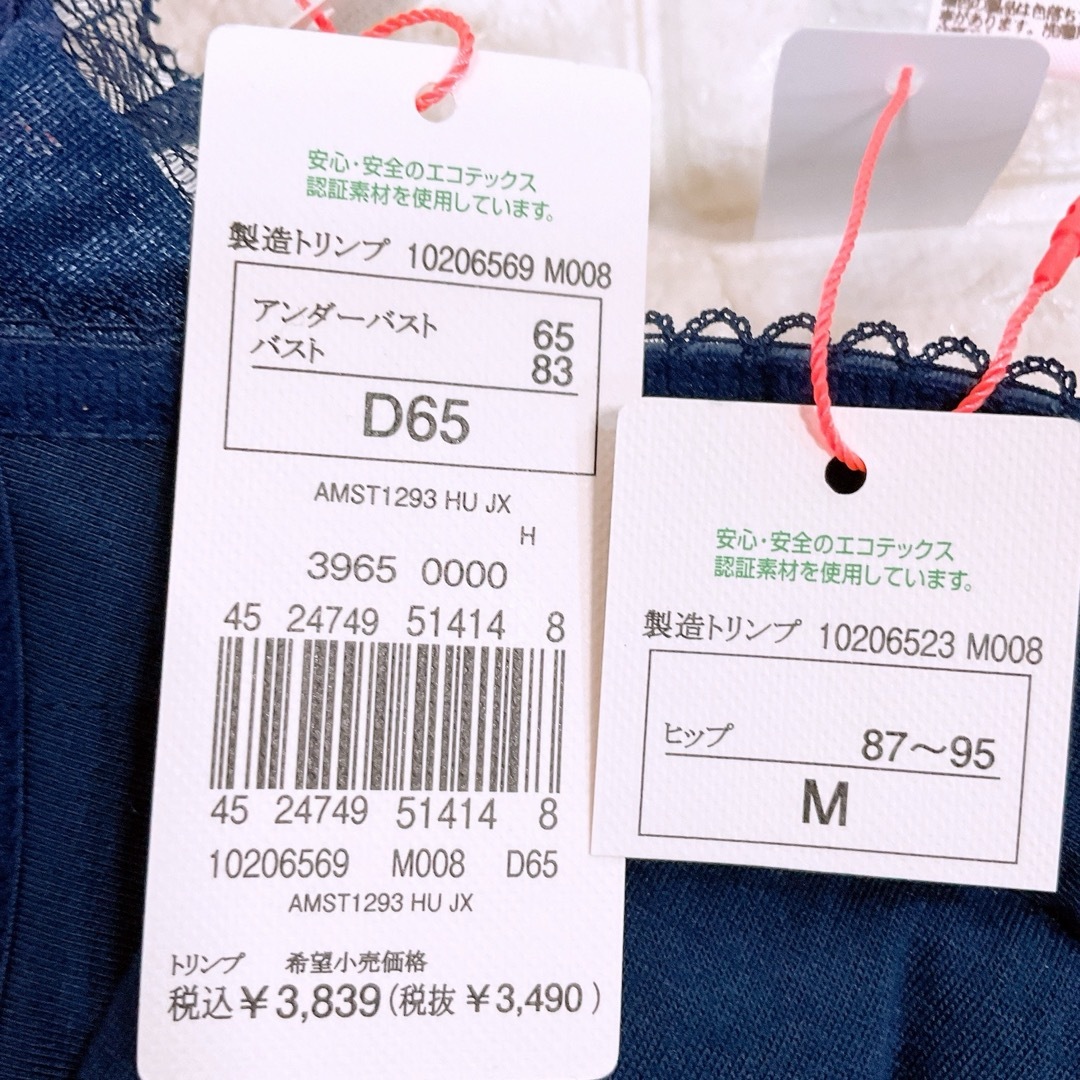 安心・安全のエコテックス
認証素材を使用しています。
製造トリンプ 10206569 M008
アンダーバスト 65
バスト 83
D65
AMST1293 HU JX
H
3965 0000
45 24749 51414 8
45 24749 51414 8
10206569 M008 D65
AMST1293 HU JX
トリンプ 希望小売価格
税込￥3,839(税抜￥3,490)
安心・安全のエコテックス
認証素材を使用しています。
製造トリンプ 10206523 M008
ヒップ 87～95
M